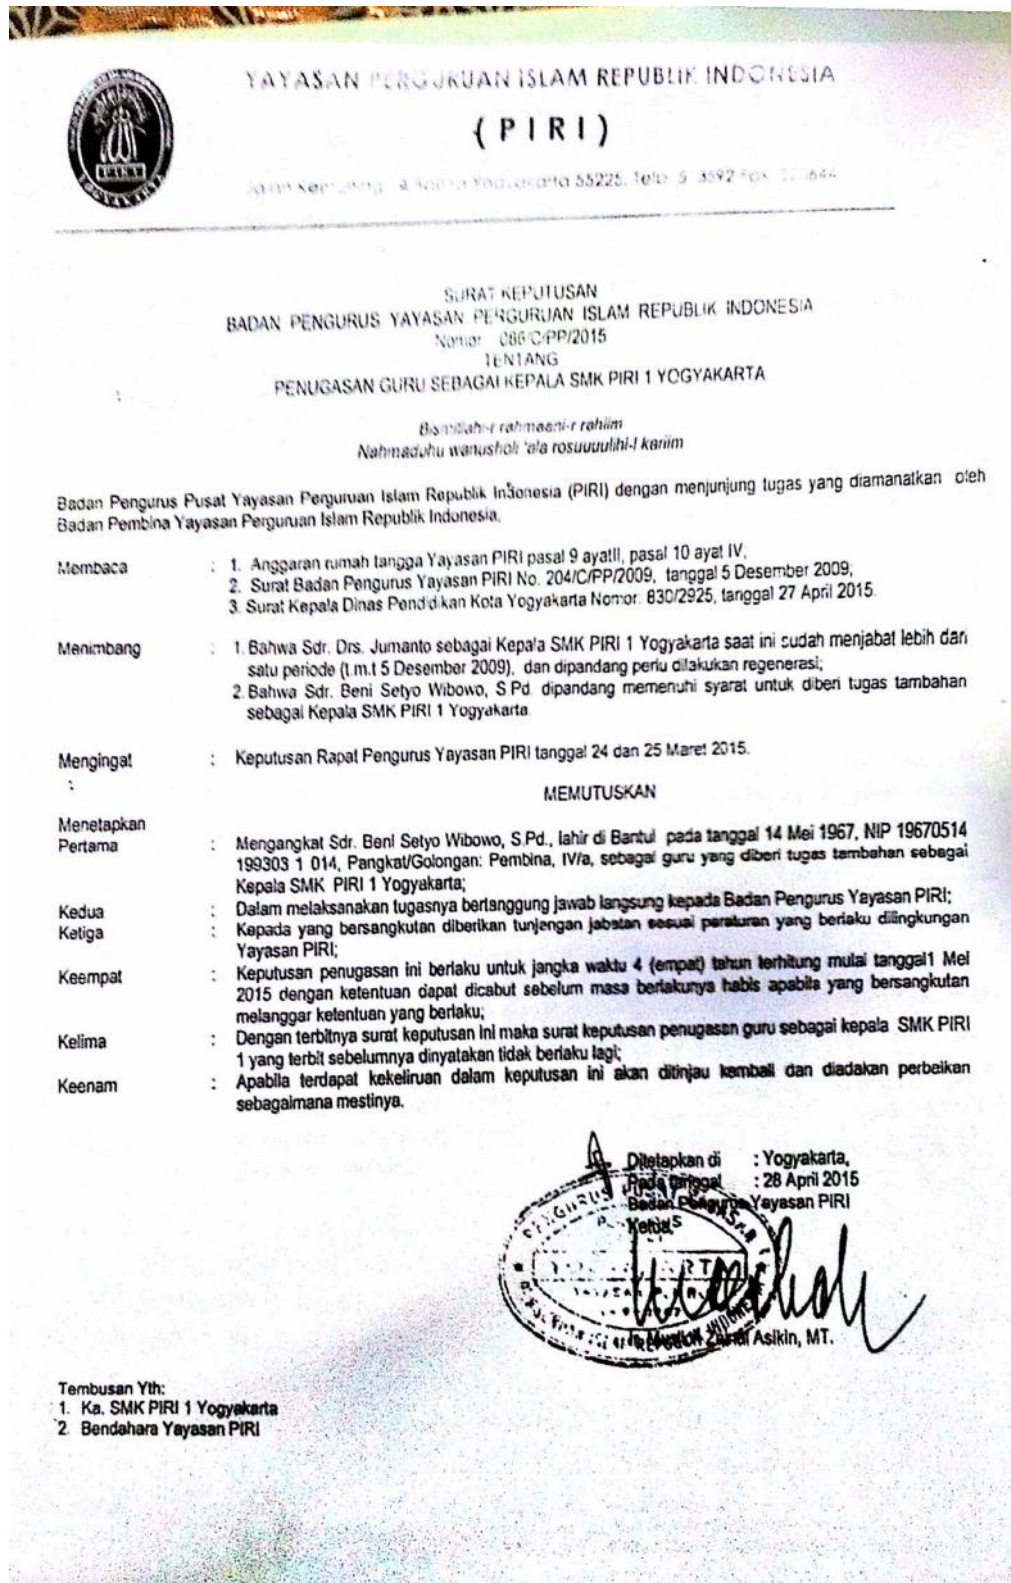 YAYASAN PERGURUAN ISLAM REPUBLIK INDONESIA
(PIRI)
Yogyakarta 55225, Telp.
PIRI
YOGYAKARTA
SURAT KEPUTUSAN
BADAN PENGURUS YAYASAN PERGURUAN ISLAM REPUBLIK INDONESIA
Nomor : 086/C/PP/2015
TENTANG
PENUGASAN GURU SEBAGAI KEPALA SMK PIRI 1 YOGYAKARTA
Bismillahi-r rahmaani-r rahiim
Nahmaduhu wanusholi 'ala rosuuulihi-l kariim
Badan Pengurus Pusat Yayasan Perguruan Islam Republik Indonesia (PIRI) dengan menjunjung tugas yang diamanatkan oleh
Badan Pembina Yayasan Perguruan Islam Republik Indonesia,
Membaca : 1. Anggaran rumah tangga Yayasan PIRI pasal 9 ayatII, pasal 10 ayat IV,
2. Surat Badan Pengurus Yayasan PIRI No. 204/C/PP/2009, tanggal 5 Desember 2009;
3. Surat Kepala Dinas Pendidikan Kota Yogyakarta Nomor. 830/2925, tanggal 27 April 2015.
Menimbang : 1. Bahwa Sdr. Drs. Jumanto sebagai Kepala SMK PIRI 1 Yogyakarta saat ini sudah menjabat lebih dari
satu periode (t.m.t 5 Desember 2009), dan dipandang perlu dilakukan regenerasi;
2. Bahwa Sdr. Beni Setyo Wibowo, S.Pd. dipandang memenuhi syarat untuk diberi tugas tambahan
sebagai Kepala SMK PIRI 1 Yogyakarta.
Mengingat : Keputusan Rapat Pengurus Yayasan PIRI tanggal 24 dan 25 Maret 2015.
:
MEMUTUSKAN
Menetapkan
Pertama : Mengangkat Sdr. Beni Setyo Wibowo, S.Pd., lahir di Bantul pada tanggal 14 Mei 1967, NIP 19670514
199303 1 014, Pangkat/Golongan: Pembina, IV/a, sebagai guru yang diberi tugas tambahan sebagai
Kepala SMK PIRI 1 Yogyakarta;
Kedua : Dalam melaksanakan tugasnya bertanggung jawab langsung kepada Badan Pengurus Yayasan PIRI;
Ketiga : Kepada yang bersangkutan diberikan tunjangan jabatan sesuai peraturan yang berlaku dilingkungan
Yayasan PIRI;
Keempat : Keputusan penugasan ini berlaku untuk jangka waktu 4 (empat) tahun terhitung mulai tanggal1 Mei
2015 dengan ketentuan dapat dicabut sebelum masa berlakunya habis apabila yang bersangkutan
melanggar ketentuan yang berlaku;
Kelima : Dengan terbitnya surat keputusan ini maka surat keputusan penugasan guru sebagai kepala SMK PIRI
1 yang terbit sebelumnya dinyatakan tidak berlaku lagi;
Keenam : Apabila terdapat kekeliruan dalam keputusan ini akan ditinjau kembali dan diadakan perbaikan
sebagaimana mestinya.
Ditetapkan di : Yogyakarta,
Pada tanggal : 28 April 2015
Badan Pengurus Yayasan PIRI
Ketua,
Asikin, MT.
Tembusan Yth:
1. Ka. SMK PIRI 1 Yogyakarta
2. Bendahara Yayasan PIRI